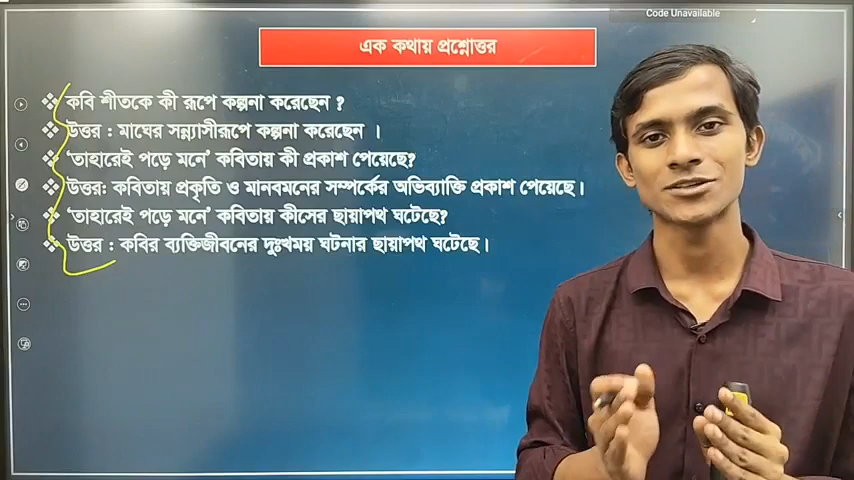 Code Unavailable
এক কথায় প্রশ্নোত্তর
কবি শীতকে কী রূপে কল্পনা করেছেন ?
উত্তর : মাঘের সন্ন্যাসীরূপে কল্পনা করেছেন ।
‘তাহারেই পড়ে মনে’ কবিতায় কী প্রকাশ পেয়েছে?
উত্তর: কবিতায় প্রকৃতি ও মানবমনের সম্পর্কের অভিব্যাক্তি প্রকাশ পেয়েছে।
‘তাহারেই পড়ে মনে’ কবিতায় কীসের ছায়াপথ ঘটেছে?
উত্তর : কবির ব্যক্তিজীবনের দুঃখময় ঘটনার ছায়াপথ ঘটেছে।